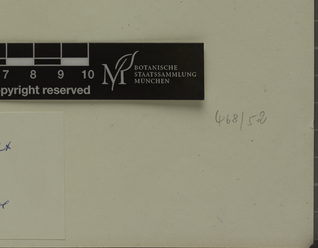 BOTANISCHE
STAATSSAMMLUNG
MÜNCHEN
7 8 9 10
opyright reserved
468/52